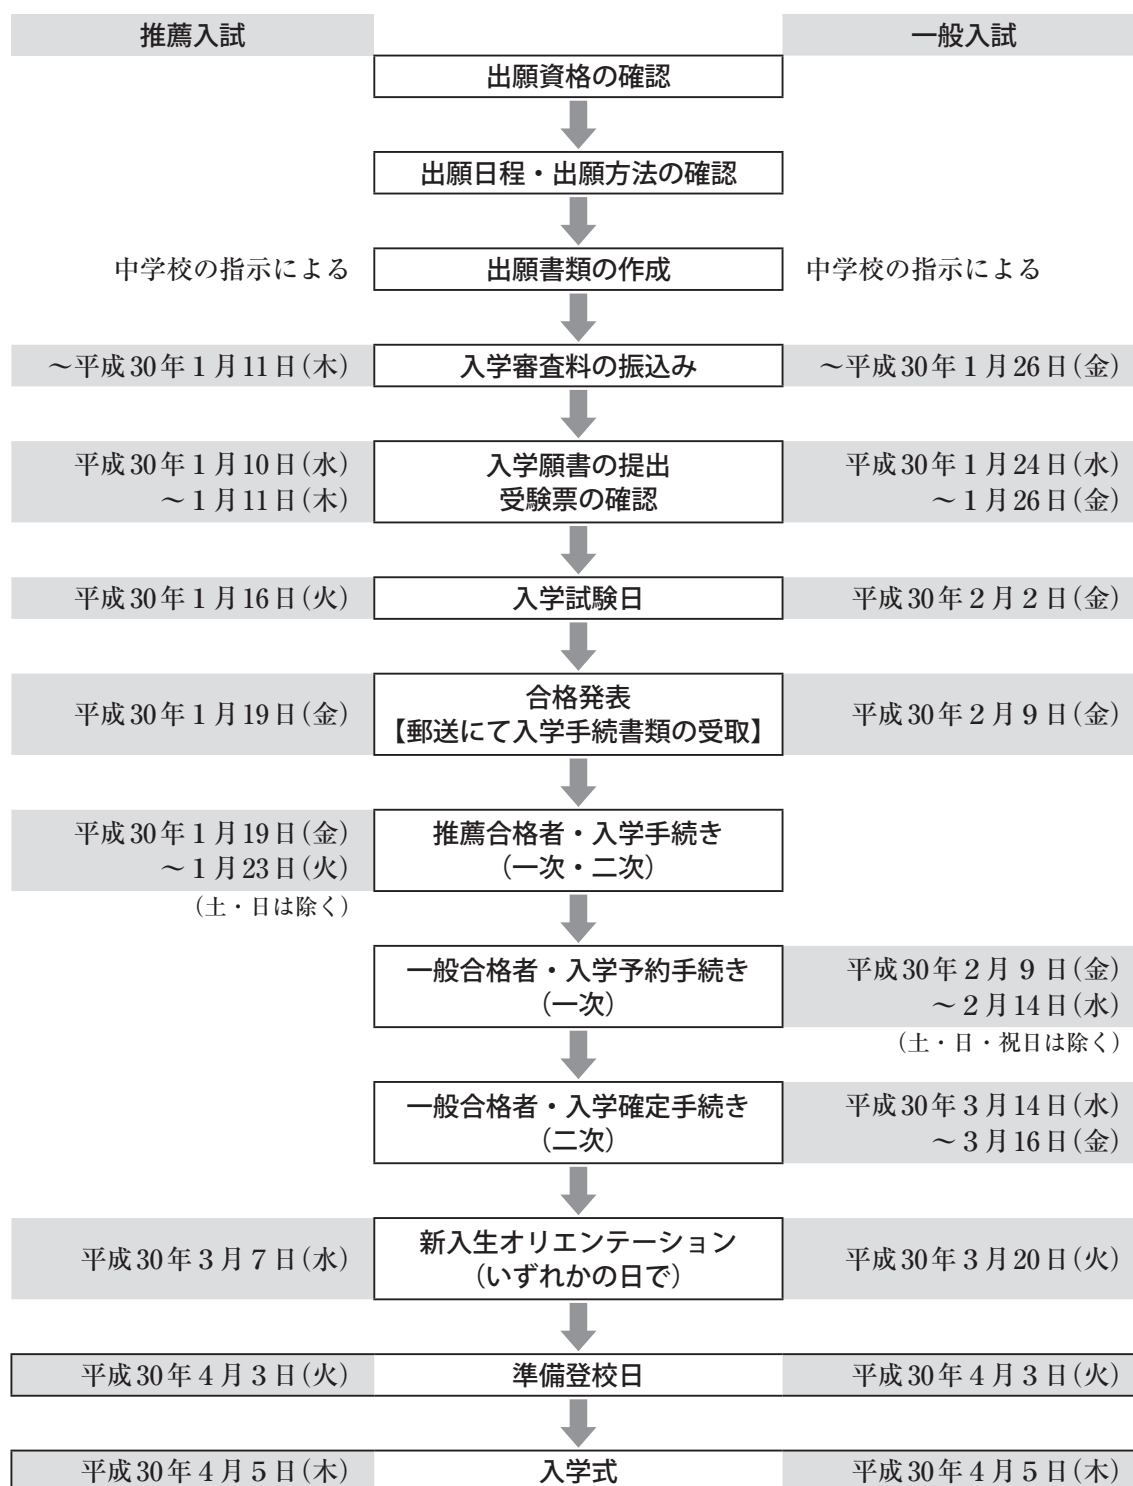 推薦入試
一般入試
出願資格の確認
出願日程・出願方法の確認
中学校の指示による
出願書類の作成
中学校の指示による
～平成30年1月11日(木)
入学審査料の振込み
～平成30年1月26日(金)
平成30年1月10日(水)
～1月11日(木)
入学願書の提出
受験票の確認
平成30年1月24日(水)
～1月26日(金)
平成30年1月16日(火)
入学試験日
平成30年2月2日(金)
平成30年1月19日(金)
合格発表
【郵送にて入学手続書類の受取】
平成30年2月9日(金)
平成30年1月19日(金)
～1月23日(火)
(土・日は除く)
推薦合格者・入学手続き
(一次・二次)
一般合格者・入学予約手続き
(一次)
平成30年2月9日(金)
～2月14日(水)
(土・日・祝日は除く)
一般合格者・入学確定手続き
(二次)
平成30年3月14日(水)
～3月16日(金)
平成30年3月7日(水)
新入生オリエンテーション
(いずれかの日で)
平成30年3月20日(火)
平成30年4月3日(火)
準備登校日
平成30年4月3日(火)
平成30年4月5日(木)
入学式
平成30年4月5日(木)